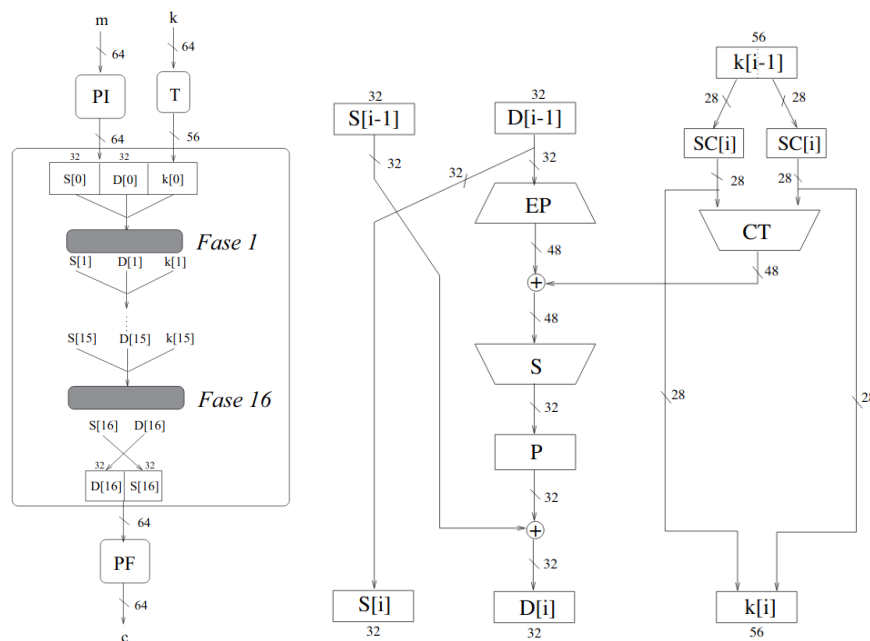 m k
64 64
PI T
64 56
32 32
S[0] D[0] k[0]
Fase 1
S[1] D[1] k[1]
S[15] D[15] k[15]
Fase 16
S[16] D[16]
32 32
D[16] S[16]
64
PF
64
c
32 32
S[i-1] D[i-1]
32 32 32
EP
48
+
48
S
32
P
32
+
32
S[i] D[i]
32 32
56
k[i-1]
28 28
SC[i] SC[i]
28 28
CT
48
28 28
k[i]
56